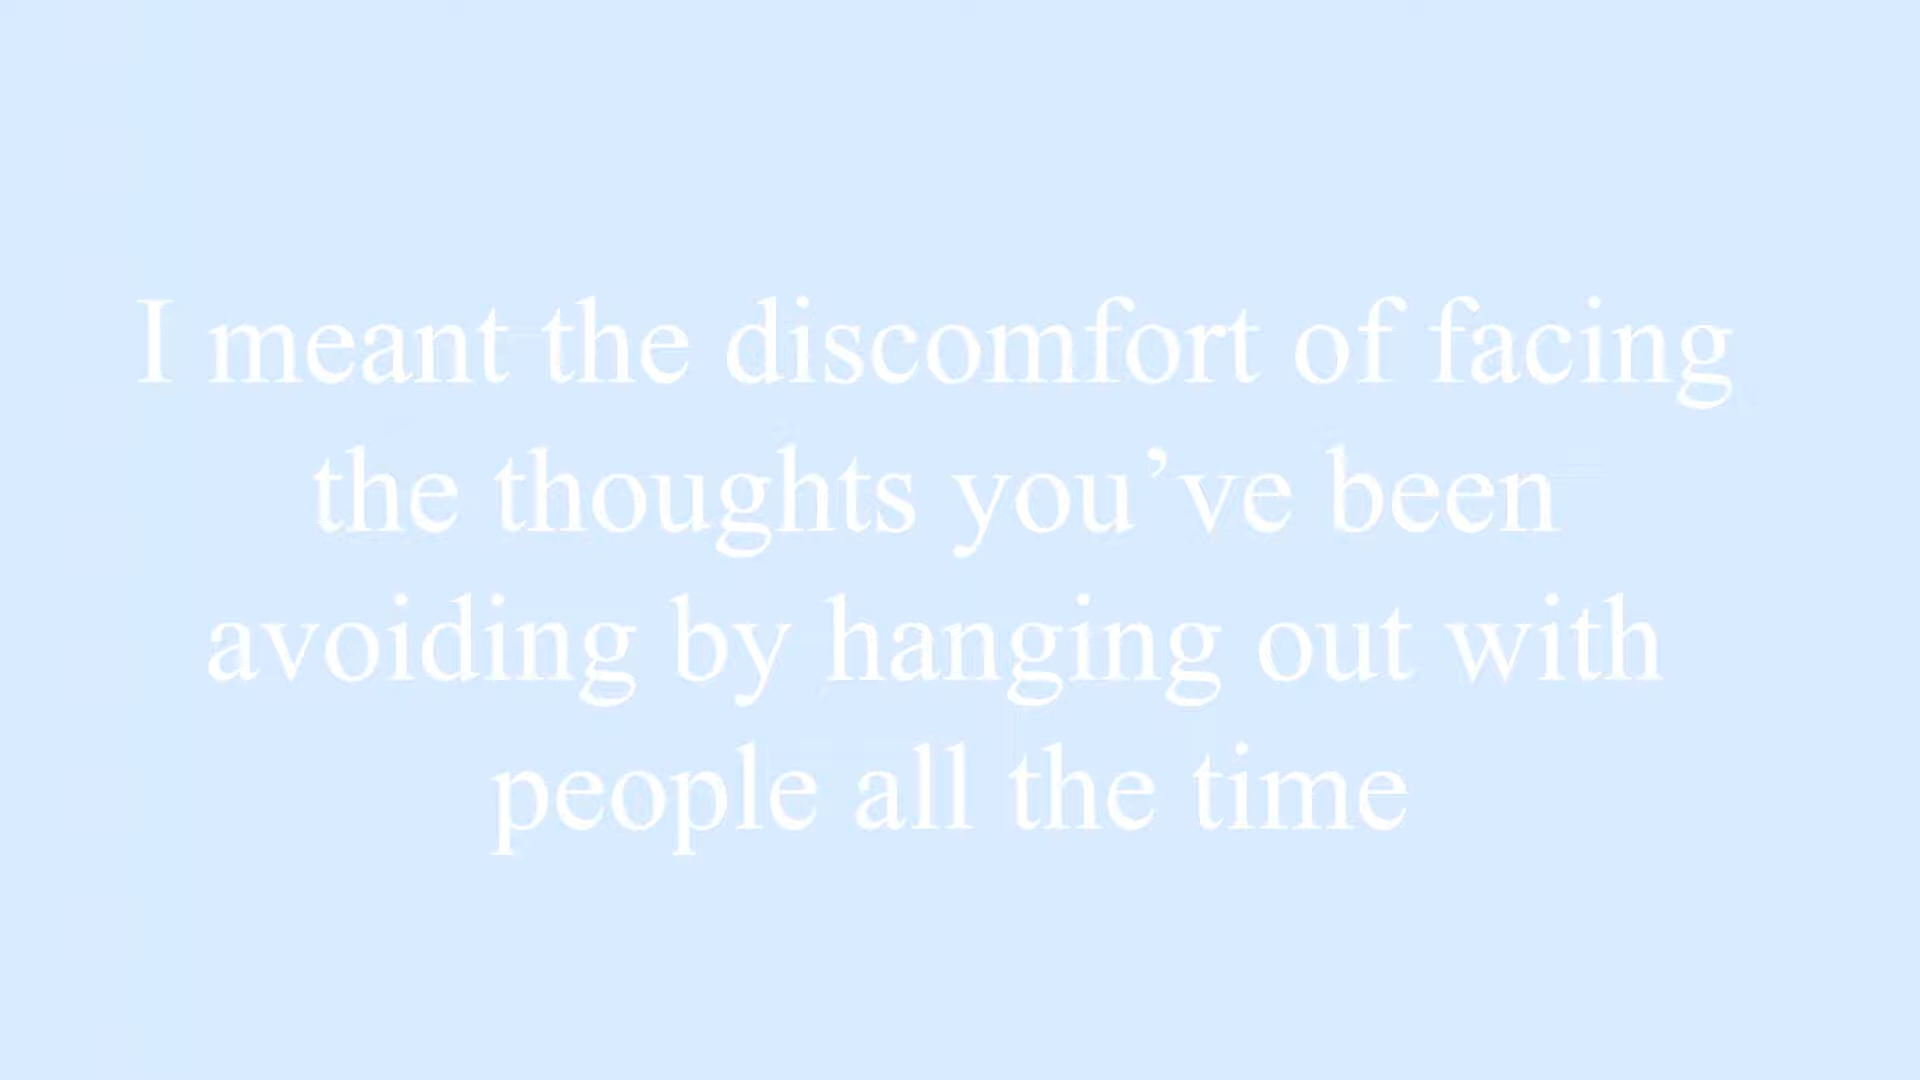 I meant the discomfort of facing
the thoughts you’ve been
avoiding by hanging out with
people all the time